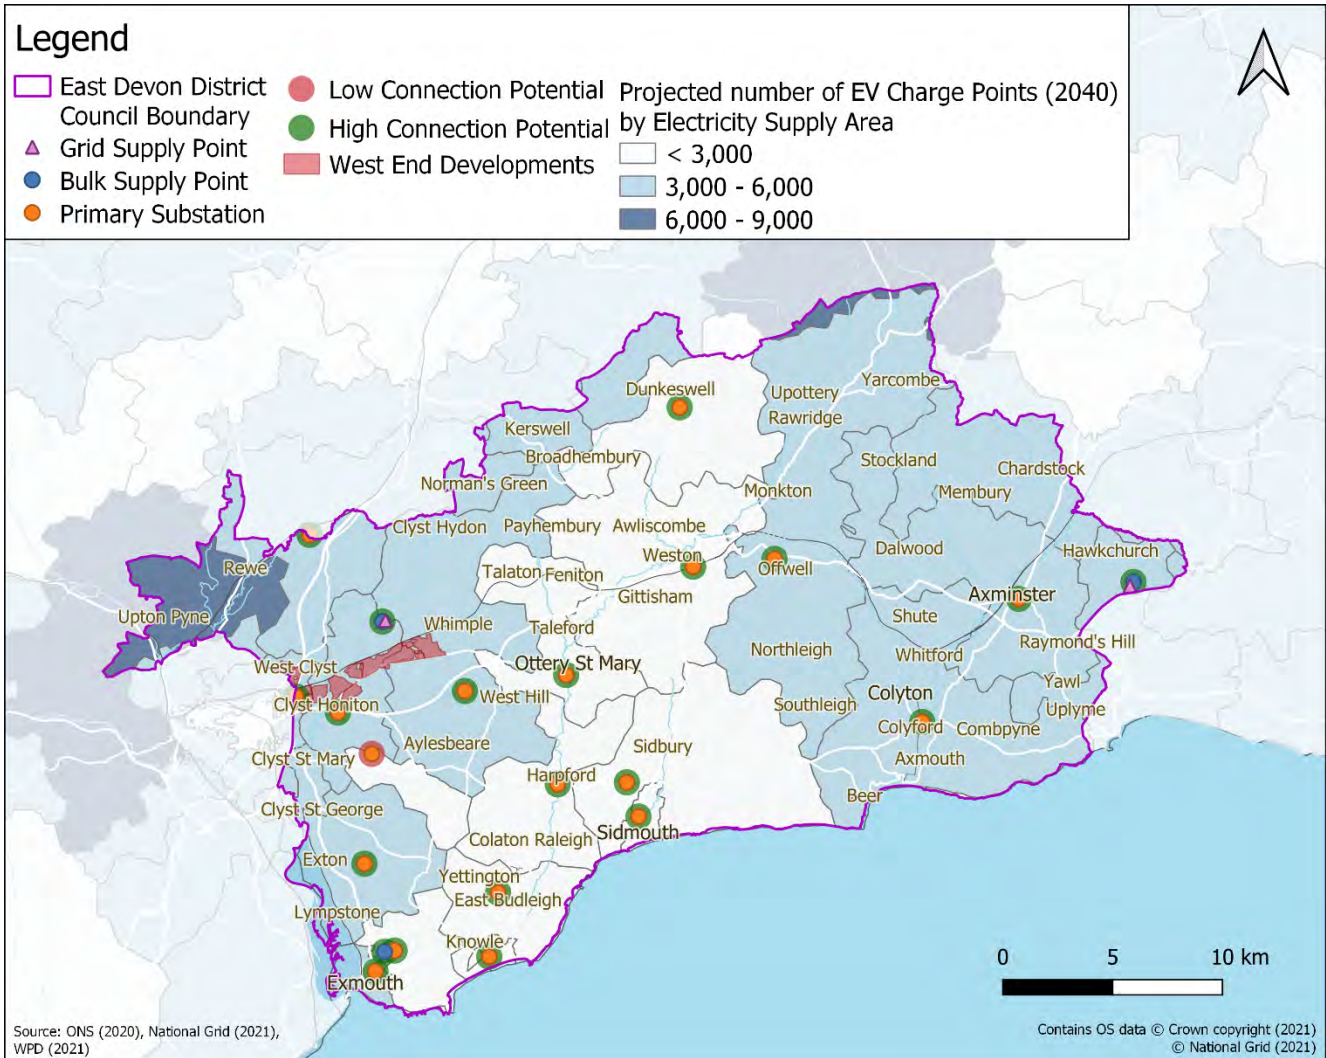 Legend
East Devon District
Council Boundary
Grid Supply Point
Bulk Supply Point
Primary Substation
Low Connection Potential
High Connection Potential
West End Developments
Projected number of EV Charge Points (2040)
by Electricity Supply Area
< 3,000
3,000 - 6,000
6,000 - 9,000
Dunkeswell
Yarcombe
Upottery
Rawridge
Kerswell
Broadhembury
Stockland
Chardstock
Norman's Green
Monkton
Membury
Clyst Hydon
Payhembury
Awliscombe
Dalwood
Hawkchurch
Weston
Offwell
Rewe
Talaton
Feniton
Gittisham
Axminster
Upton Pyne
Whimple
Taleford
Shute
Raymond's Hill
West Clyst
Ottery St Mary
Northleigh
Whitford
Yawl
Clyst Honiton
West Hill
Southleigh
Colyton
Uplyme
Colyford
Combpyne
Clyst St Mary
Aylesbeare
Sidbury
Axmouth
Harpford
Beer
Clyst St George
Colaton Raleigh
Sidmouth
Exton
Yettington
East Budleigh
Lympstone
Knowle
Exmouth
0 5 10 km
Source: ONS (2020), National Grid (2021),
WPD (2021)
Contains OS data © Crown copyright (2021)
© National Grid (2021)